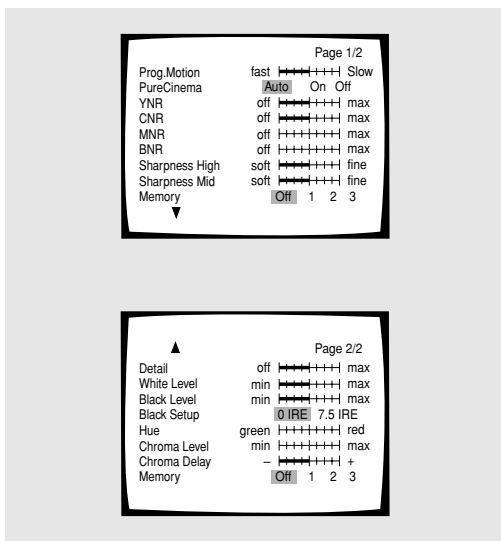 Page 1/2
Prog.Motion fast Slow
PureCinema Auto On Off
YNR off max
CNR off max
MNR off max
BNR off max
Sharpness High soft fine
Sharpness Mid soft fine
Memory Off 1 2 3
Page 2/2
Detail off max
White Level min max
Black Level min max
Black Setup 0 IRE 7.5 IRE
Hue green red
Chroma Level min max
Chroma Delay – +
Memory Off 1 2 3